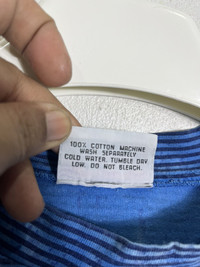 100% COTTON MACHINE
WASH SEPARATELY
COLD WATER. TUMBLE DRY
LOW. DO NOT BLEACH.